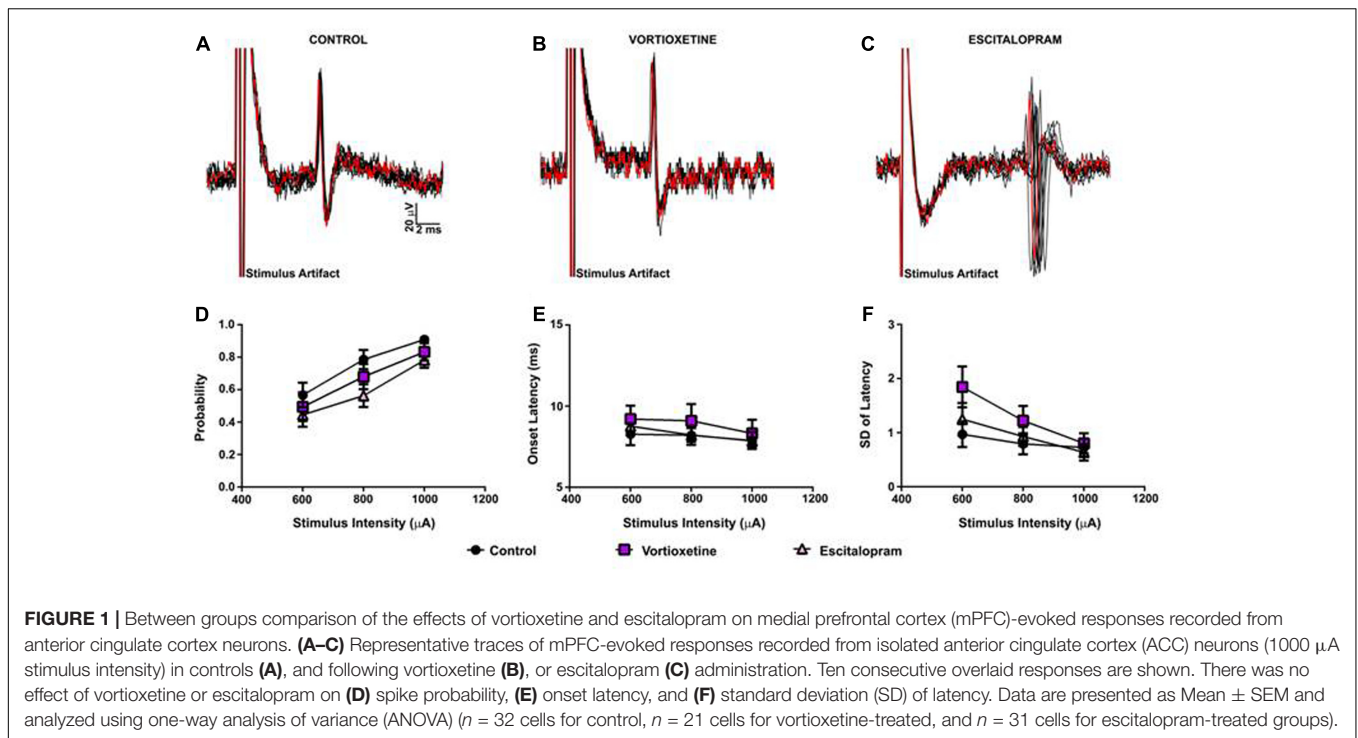 A CONTROL
B VORTIOXETINE
C ESCITALOPRAM
20 μV
2 ms
Stimulus Artifact
Stimulus Artifact
Stimulus Artifact
D
Probability
1.0
0.8
0.6
0.4
0.2
0.0
400 600 800 1000 1200
Stimulus Intensity (μA)
E
Onset Latency (ms)
15
10
5
400 600 800 1000 1200
Stimulus Intensity (μA)
F
SD of Latency
3
2
1
0
400 600 800 1000 1200
Stimulus Intensity (μA)
Control Vortioxetine Escitalopram
FIGURE 1 | Between groups comparison of the effects of vortioxetine and escitalopram on medial prefrontal cortex (mPFC)-evoked responses recorded from
anterior cingulate cortex neurons. (A–C) Representative traces of mPFC-evoked responses recorded from isolated anterior cingulate cortex (ACC) neurons (1000 μA
stimulus intensity) in controls (A), and following vortioxetine (B), or escitalopram (C) administration. Ten consecutive overlaid responses are shown. There was no
effect of vortioxetine or escitalopram on (D) spike probability, (E) onset latency, and (F) standard deviation (SD) of latency. Data are presented as Mean ± SEM and
analyzed using one-way analysis of variance (ANOVA) (n = 32 cells for control, n = 21 cells for vortioxetine-treated, and n = 31 cells for escitalopram-treated groups).